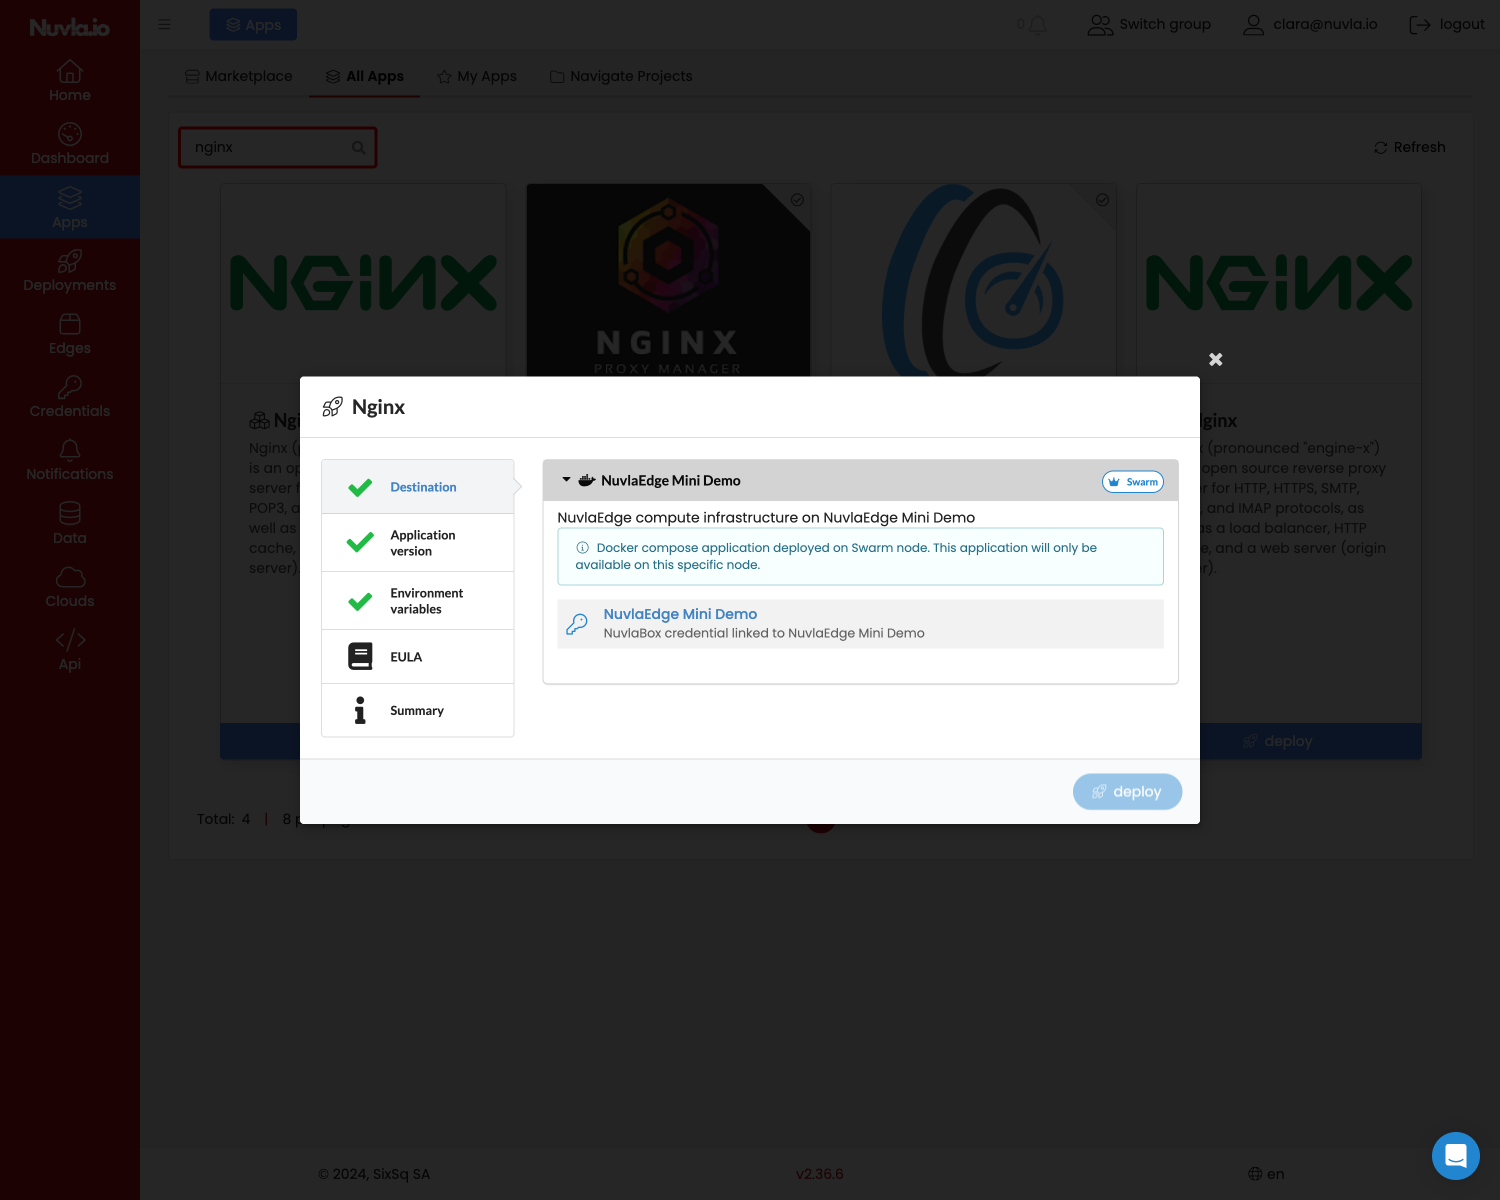 Nuvla.io
Apps
0
Switch group
clara@nuvla.io
logout
Home
Dashboard
Apps
Deployments
Edges
Credentials
Notifications
Data
Clouds
Api
Marketplace
All Apps
My Apps
Navigate Projects
nginx
Refresh
NGINX
NGINX
PROXY MANAGER
NGINX
Nginx (
is an op
server f
POP3, a
well as
cache,
server).
ginx
(pronounced "engine-x")
open source reverse proxy
r for HTTP, HTTPS, SMTP,
, and IMAP protocols, as
s a load balancer, HTTP
e, and a web server (origin
r).
deploy
Total: 4 | 8 p
Nginx
Destination
Application
version
Environment
variables
EULA
Summary
NuvlaEdge Mini Demo
Swarm
NuvlaEdge compute infrastructure on NuvlaEdge Mini Demo
Docker compose application deployed on Swarm node. This application will only be
available on this specific node.
NuvlaEdge Mini Demo
NuvlaBox credential linked to NuvlaEdge Mini Demo
deploy
© 2024, SixSq SA
v2.36.6
en